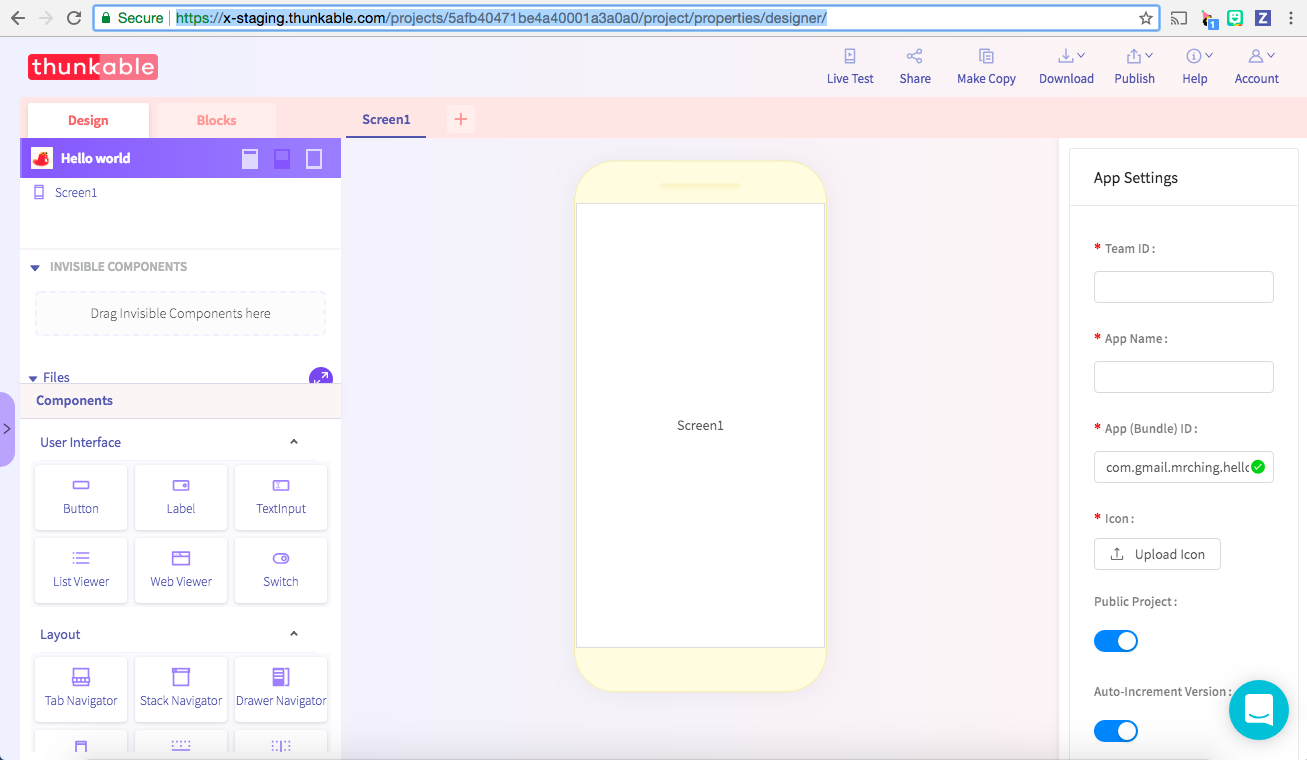 Secure https://x-staging.thunkable.com/projects/5afb40471be4a40001a3a0a0/project/properties/designer/
1
Z
thunkable
Live Test Share Make Copy Download Publish Help Account
Design Blocks Screen1 +
Hello world
Screen1
INVISIBLE COMPONENTS
Drag Invisible Components here
Files
Components
User Interface
Button Label TextInput
List Viewer Web Viewer Switch
Layout
Tab Navigator Stack Navigator Drawer Navigator
Screen1
App Settings
* Team ID :
* App Name :
* App (Bundle) ID :
com.gmail.mrching.hello
* Icon :
Upload Icon
Public Project :
Auto-Increment Version :